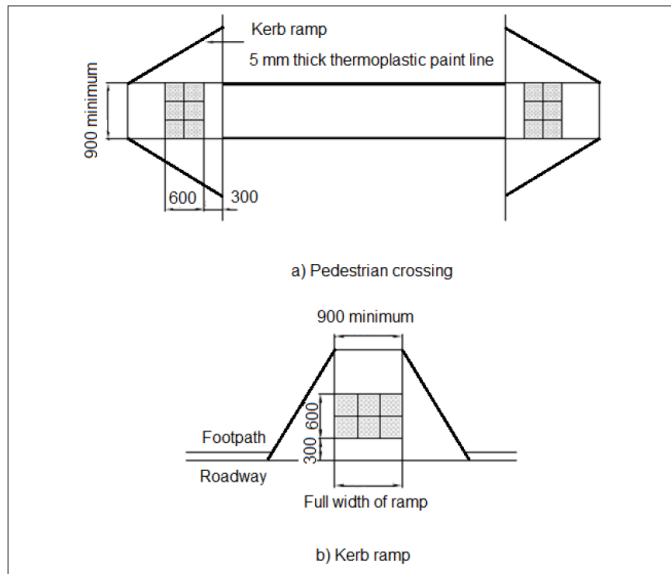 Kerb ramp
5 mm thick thermoplastic paint line
900 minimum
600
300
a) Pedestrian crossing
900 minimum
600
300
Footpath
Roadway
Full width of ramp
b) Kerb ramp